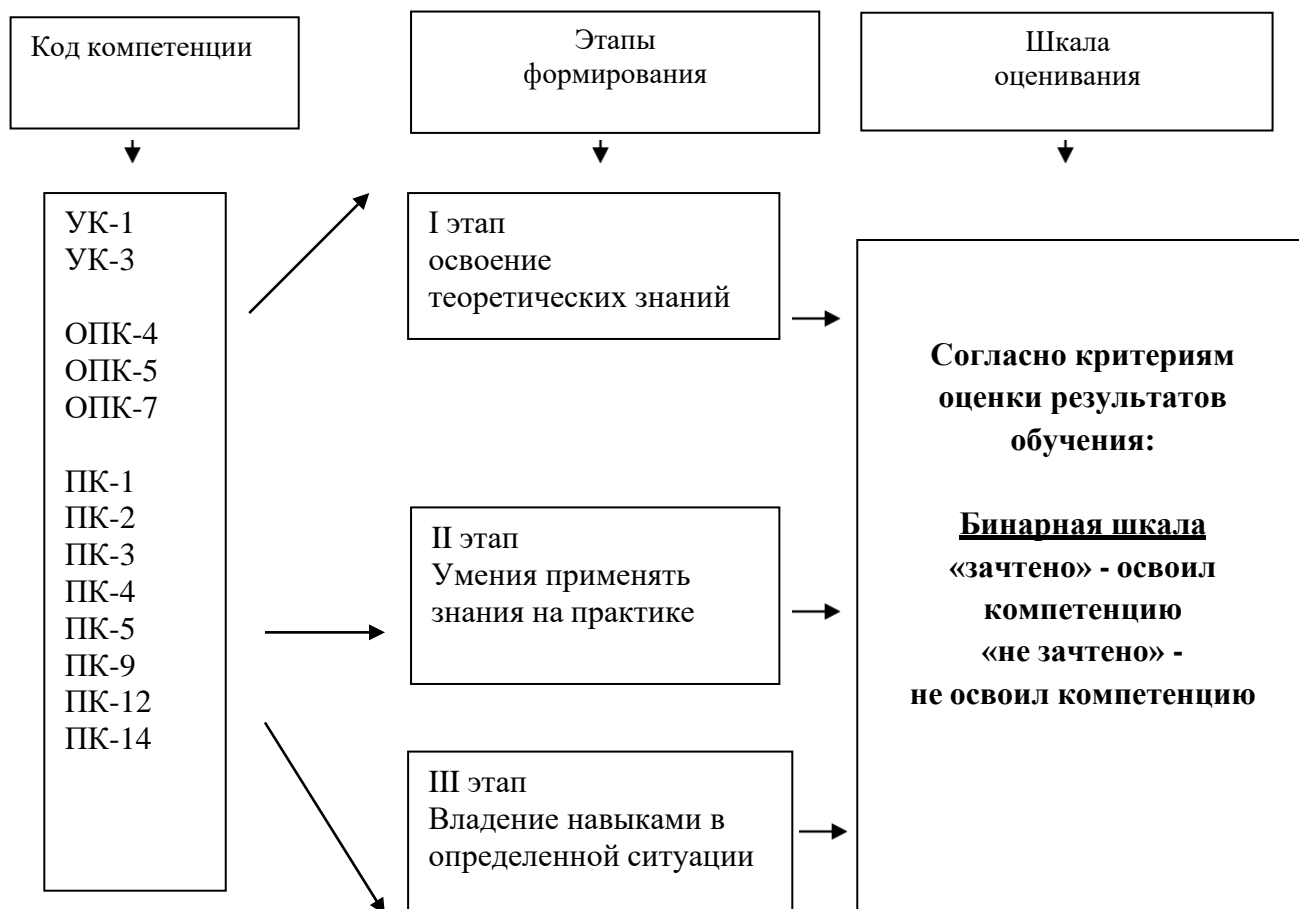 Код компетенции
Этапы
формирования
Шкала
оценивания
УК-1
УК-3
ОПК-4
ОПК-5
ОПК-7
ПК-1
ПК-2
ПК-3
ПК-4
ПК-5
ПК-9
ПК-12
ПК-14
I этап
освоение
теоретических знаний
II этап
Умения применять
знания на практике
III этап
Владение навыками в
определенной ситуации
Согласно критериям
оценки результатов
обучения:
Бинарная шкала
«зачтено» - освоил
компетенцию
«не зачтено» -
не освоил компетенцию